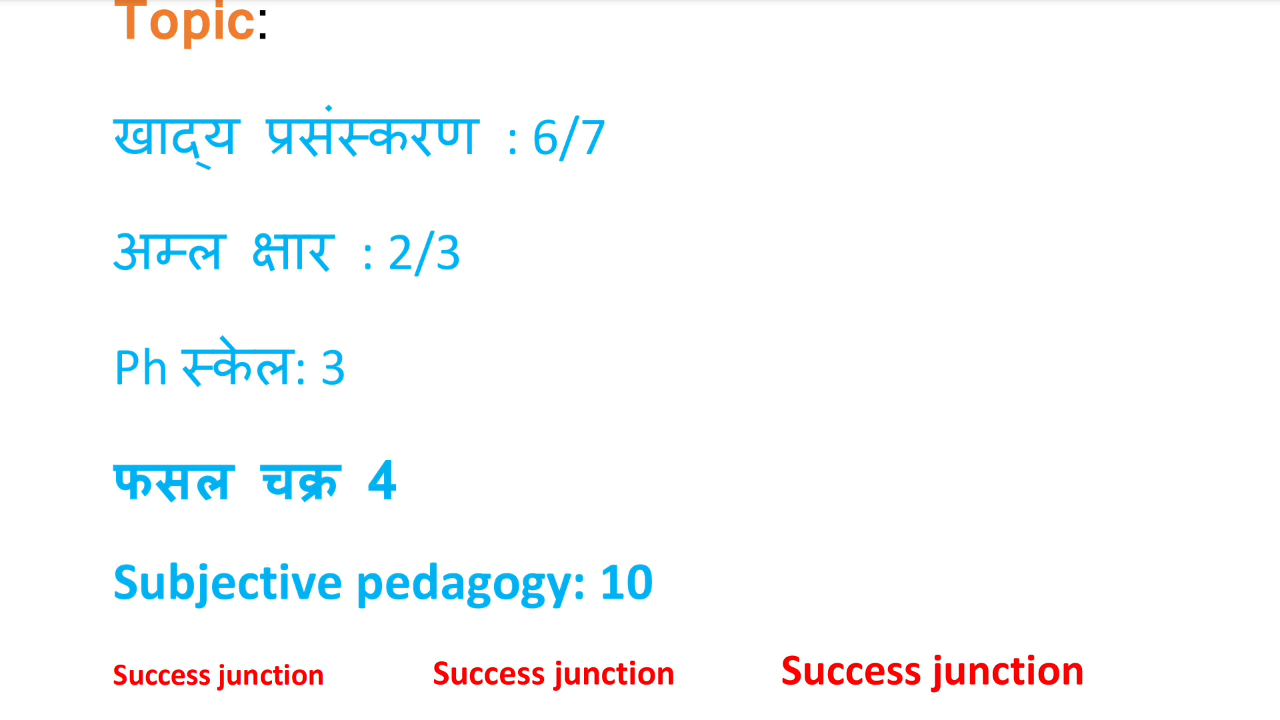 Topic:
खाद्‌य प्रसंस्करण : 6/7
अम्ल क्षार : 2/3
Ph स्केल: 3
फसल चक्र 4
Subjective pedagogy: 10
Success junction Success junction Success junction